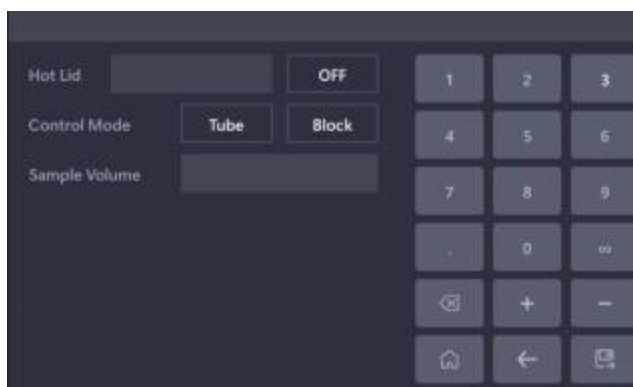 Hot Lid OFF
Control Mode Tube Block
Sample Volume
1 2 3
4 5 6
7 8 9
. 0 ∞
+ −